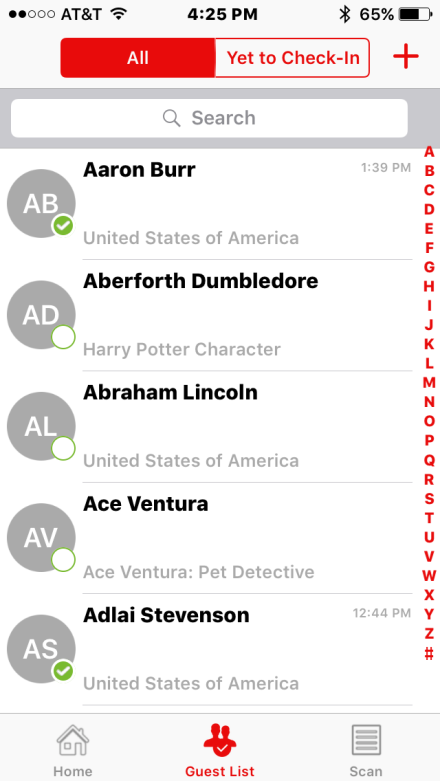 AT&T 4:25 PM 65%
All Yet to Check-In +
Search
Aaron Burr 1:39 PM
AB
United States of America
Aberforth Dumbledore
AD
Harry Potter Character
Abraham Lincoln
AL
United States of America
Ace Ventura
AV
Ace Ventura: Pet Detective
Adlai Stevenson 12:44 PM
AS
United States of America
A
B
C
D
E
F
G
H
I
J
K
L
M
N
O
P
Q
R
S
T
U
V
W
X
Y
Z
#
Home Guest List Scan